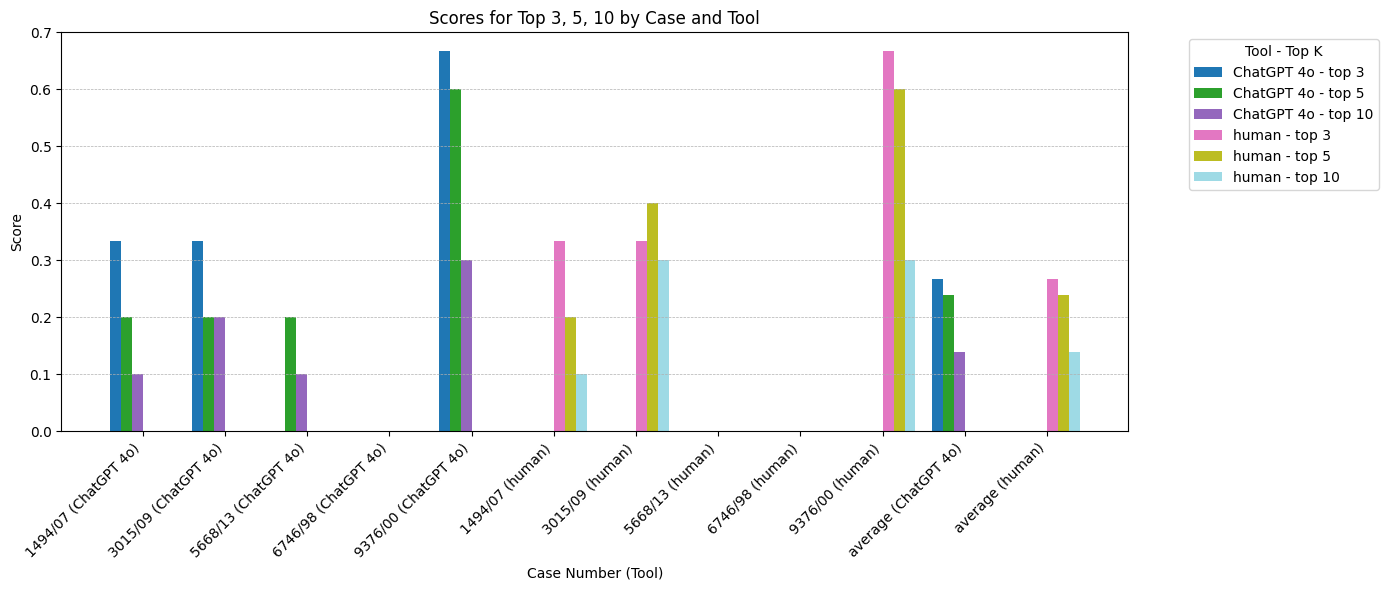 Scores for Top 3, 5, 10 by Case and Tool
Score
0.7
0.6
0.5
0.4
0.3
0.2
0.1
0.0
1494/07 (ChatGPT 4o)
3015/09 (ChatGPT 4o)
5668/13 (ChatGPT 4o)
6746/98 (ChatGPT 4o)
9376/00 (ChatGPT 4o)
1494/07 (human)
3015/09 (human)
5668/13 (human)
6746/98 (human)
9376/00 (human)
average (ChatGPT 4o)
average (human)
Case Number (Tool)
Tool - Top K
ChatGPT 4o - top 3
ChatGPT 4o - top 5
ChatGPT 4o - top 10
human - top 3
human - top 5
human - top 10